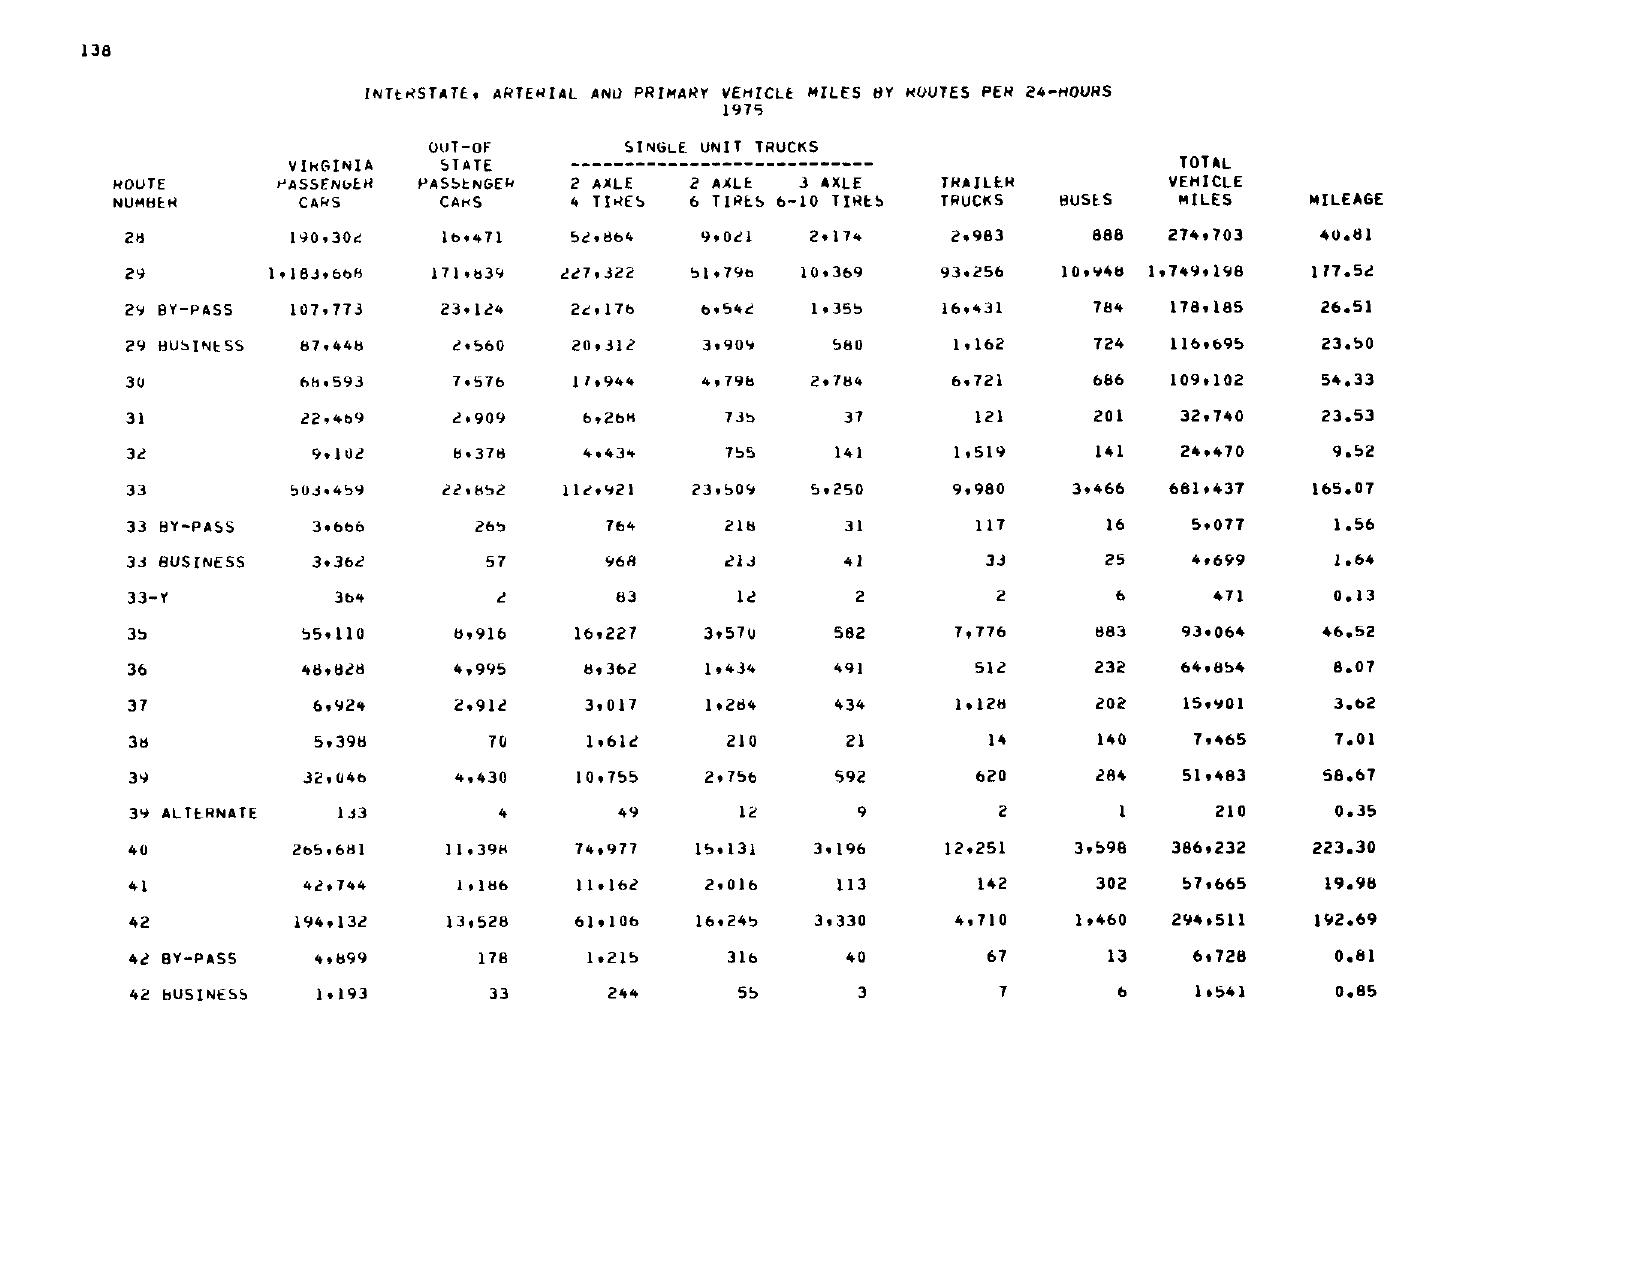 138
INTERSTATE, ARTERIAL AND PRIMARY VEHICLE MILES BY ROUTES PER 24-HOURS
1975
OUT-OF SINGLE UNIT TRUCKS
VIRGINIA STATE --------------------------- TOTAL
ROUTE PASSENGER PASSENGER 2 AXLE 2 AXLE 3 AXLE TRAILER VEHICLE
NUMBER CARS CARS 4 TIRES 6 TIRES 6-10 TIRES TRUCKS BUSES MILES MILEAGE
28 190,302 16,471 52,864 9,021 2,174 2,983 888 274,703 40.81
29 1,183,668 171,839 227,322 51,796 10,369 93,256 10,948 1,749,198 177.52
29 BY-PASS 107,773 23,124 22,176 6,542 1,355 16,431 784 178,185 26.51
29 BUSINESS 87,448 2,560 20,312 3,909 580 1,162 724 116,695 23.50
30 68,593 7,576 17,944 4,798 2,784 6,721 686 109,102 54.33
31 22,469 2,909 6,268 735 37 121 201 32,740 23.53
32 9,102 8,378 4,434 755 141 1,519 141 24,470 9.52
33 503,459 22,852 112,921 23,509 5,250 9,980 3,466 681,437 165.07
33 BY-PASS 3,666 265 764 218 31 117 16 5,077 1.56
33 BUSINESS 3,362 57 968 213 41 33 25 4,699 1.64
33-Y 364 2 83 12 2 2 6 471 0.13
35 55,110 8,916 16,227 3,570 582 7,776 883 93,064 46.52
36 48,828 4,995 8,362 1,434 491 512 232 64,854 8.07
37 6,924 2,912 3,017 1,284 434 1,128 202 15,901 3.62
38 5,398 70 1,612 210 21 14 140 7,465 7.01
39 32,046 4,430 10,755 2,756 592 620 284 51,483 58.67
39 ALTERNATE 133 4 49 12 9 2 1 210 0.35
40 265,681 11,398 74,977 15,131 3,196 12,251 3,598 386,232 223.30
41 42,744 1,186 11,162 2,016 113 142 302 57,665 19.98
42 194,132 13,528 61,106 16,245 3,330 4,710 1,460 294,511 192.69
42 BY-PASS 4,899 178 1,215 316 40 67 13 6,728 0.81
42 BUSINESS 1,193 33 244 55 3 7 6 1,541 0.85